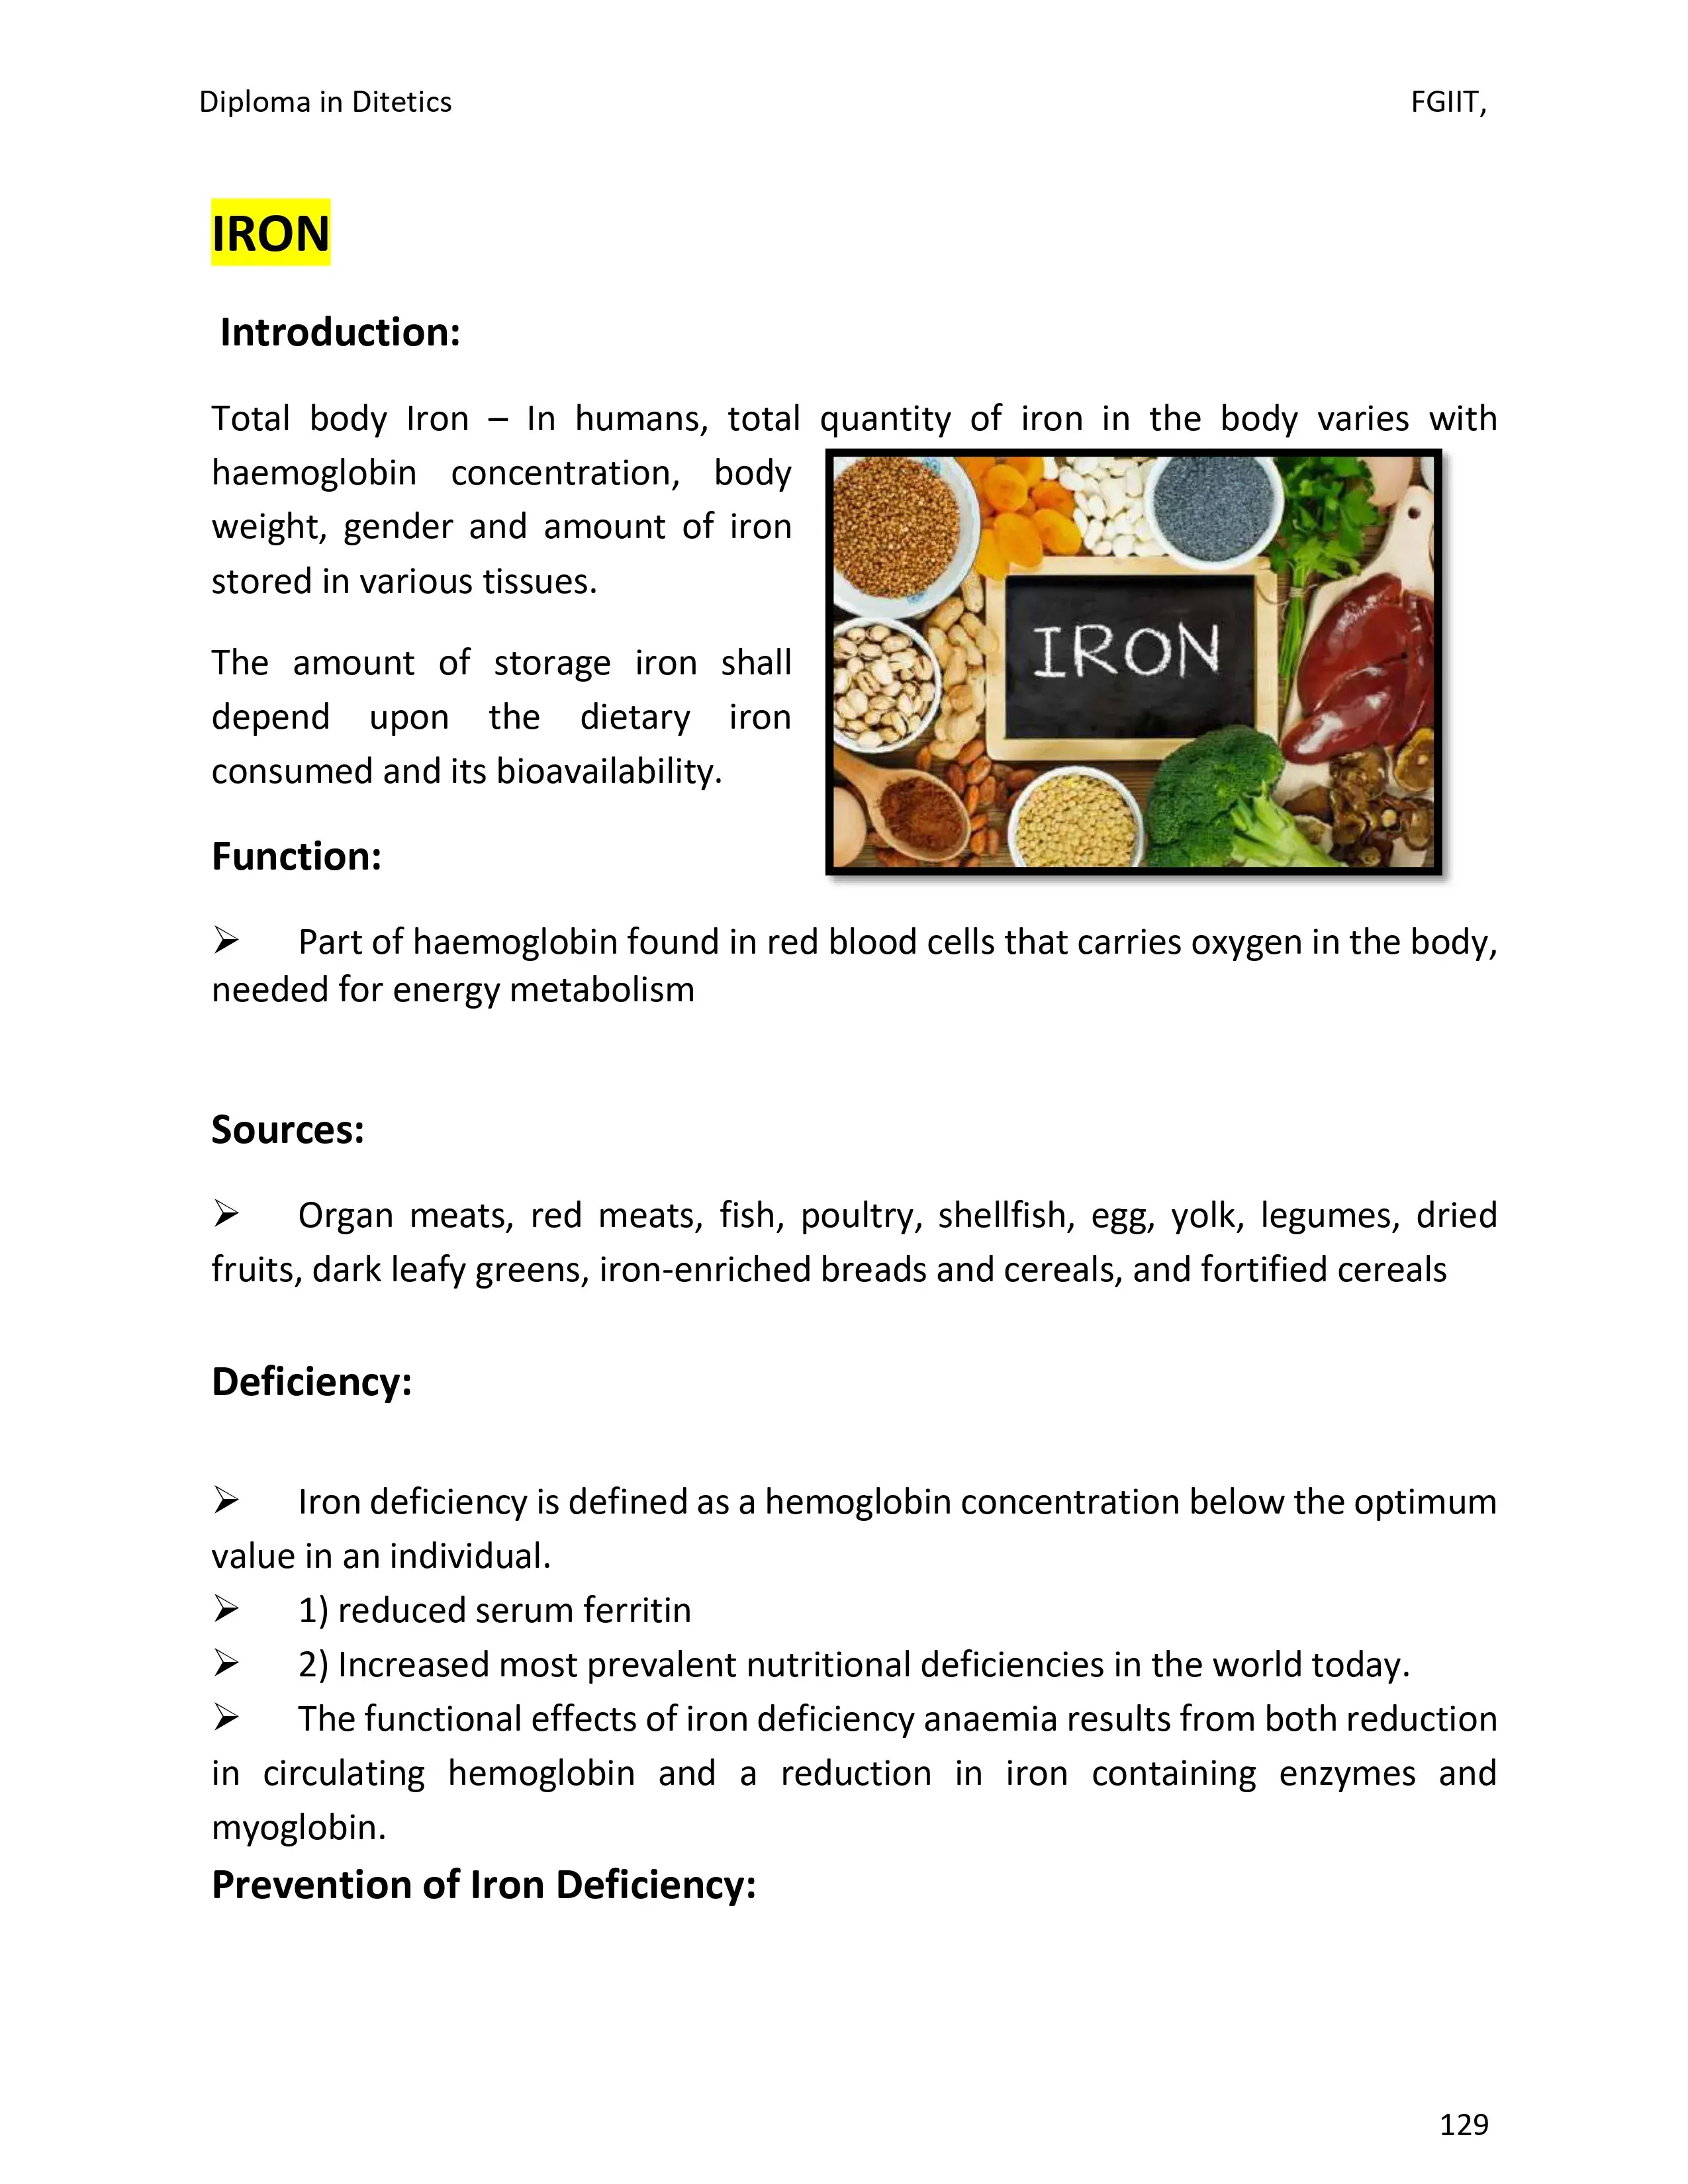 Diploma in Ditetics FGIIT,
IRON
Introduction:
Total body Iron – In humans, total quantity of iron in the body varies with
haemoglobin concentration, body
weight, gender and amount of iron
stored in various tissues.
IRON
The amount of storage iron shall
depend upon the dietary iron
consumed and its bioavailability.
Function:
➢ Part of haemoglobin found in red blood cells that carries oxygen in the body,
needed for energy metabolism
Sources:
➢ Organ meats, red meats, fish, poultry, shellfish, egg, yolk, legumes, dried
fruits, dark leafy greens, iron-enriched breads and cereals, and fortified cereals
Deficiency:
➢ Iron deficiency is defined as a hemoglobin concentration below the optimum
value in an individual.
➢ 1) reduced serum ferritin
➢ 2) Increased most prevalent nutritional deficiencies in the world today.
➢ The functional effects of iron deficiency anaemia results from both reduction
in circulating hemoglobin and a reduction in iron containing enzymes and
myoglobin.
Prevention of Iron Deficiency:
129